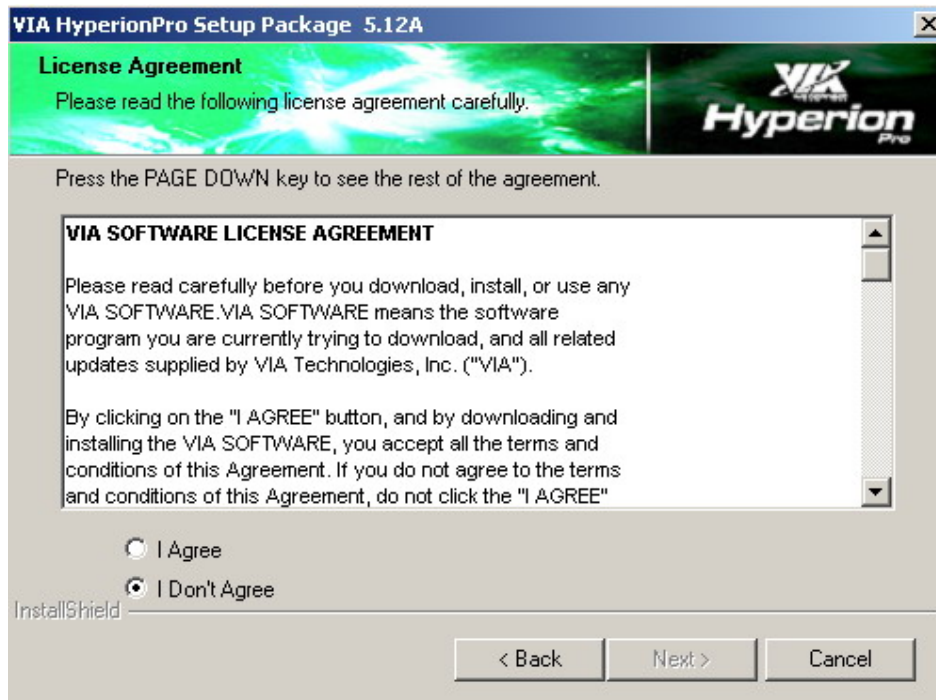 VIA HyperionPro Setup Package 5.12A
License Agreement
Please read the following license agreement carefully.
VIA
Hyperion
Pro
Press the PAGE DOWN key to see the rest of the agreement.
VIA SOFTWARE LICENSE AGREEMENT
Please read carefully before you download, install, or use any
VIA SOFTWARE.VIA SOFTWARE means the software
program you are currently trying to download, and all related
updates supplied by VIA Technologies, Inc. ("VIA").
By clicking on the "I AGREE" button, and by downloading and
installing the VIA SOFTWARE, you accept all the terms and
conditions of this Agreement. If you do not agree to the terms
and conditions of this Agreement, do not click the "I AGREE"
I Agree
I Don't Agree
InstallShield
< Back
Next >
Cancel